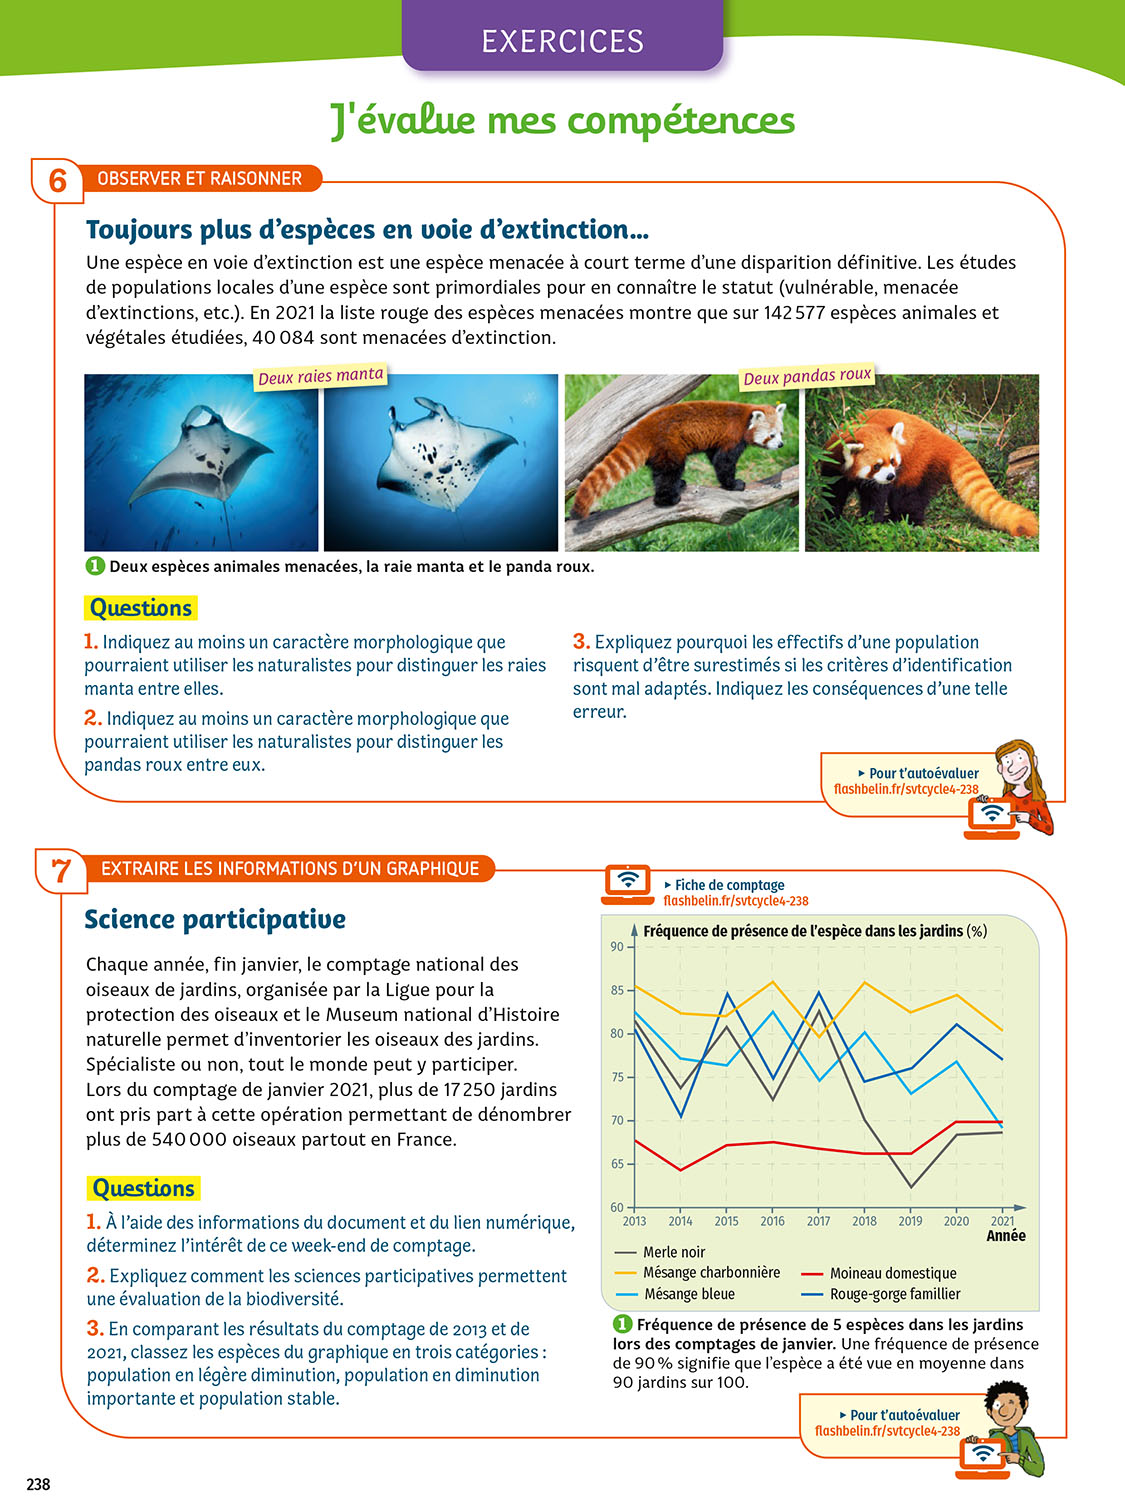 EXERCICES
J'évalue mes compétences
6 OBSERVER ET RAISONNER
Toujours plus d'espèces en voie d'extinction...
Une espèce en voie d'extinction est une espèce menacée à court terme d'une disparition définitive. Les études
de populations locales d'une espèce sont primordiales pour en connaître le statut (vulnérable, menacée
d'extinctions, etc.). En 2021 la liste rouge des espèces menacées montre que sur 142 577 espèces animales et
végétales étudiées, 40 084 sont menacées d'extinction.
Deux raies manta
Deux pandas roux
1 Deux espèces animales menacées, la raie manta et le panda roux.
Questions
1. Indiquez au moins un caractère morphologique que
pourraient utiliser les naturalistes pour distinguer les raies
manta entre elles.
2. Indiquez au moins un caractère morphologique que
pourraient utiliser les naturalistes pour distinguer les
pandas roux entre eux.
3. Expliquez pourquoi les effectifs d'une population
risquent d'être surestimés si les critères d'identification
sont mal adaptés. Indiquez les conséquences d'une telle
erreur.
▸ Pour t'autoévaluer
flashbelin.fr/svtcycle4-238
7 EXTRAIRE LES INFORMATIONS D'UN GRAPHIQUE
Science participative
Chaque année, fin janvier, le comptage national des
oiseaux de jardins, organisée par la Ligue pour la
protection des oiseaux et le Museum national d'Histoire
naturelle permet d'inventorier les oiseaux des jardins.
Spécialiste ou non, tout le monde peut y participer.
Lors du comptage de janvier 2021, plus de 17 250 jardins
ont pris part à cette opération permettant de dénombrer
plus de 540 000 oiseaux partout en France.
Questions
1. À l'aide des informations du document et du lien numérique,
déterminez l'intérêt de ce week-end de comptage.
2. Expliquez comment les sciences participatives permettent
une évaluation de la biodiversité.
3. En comparant les résultats du comptage de 2013 et de
2021, classez les espèces du graphique en trois catégories :
population en légère diminution, population en diminution
importante et population stable.
▸ Fiche de comptage
flashbelin.fr/svtcycle4-238
Fréquence de présence de l'espèce dans les jardins (%)
90
85
80
75
70
65
60
2013 2014 2015 2016 2017 2018 2019 2020 2021
Année
Merle noir
Mésange charbonnière
Mésange bleue
Moineau domestique
Rouge-gorge famillier
1 Fréquence de présence de 5 espèces dans les jardins
lors des comptages de janvier. Une fréquence de présence
de 90 % signifie que l'espèce a été vue en moyenne dans
90 jardins sur 100.
▸ Pour t'autoévaluer
flashbelin.fr/svtcycle4-238
238